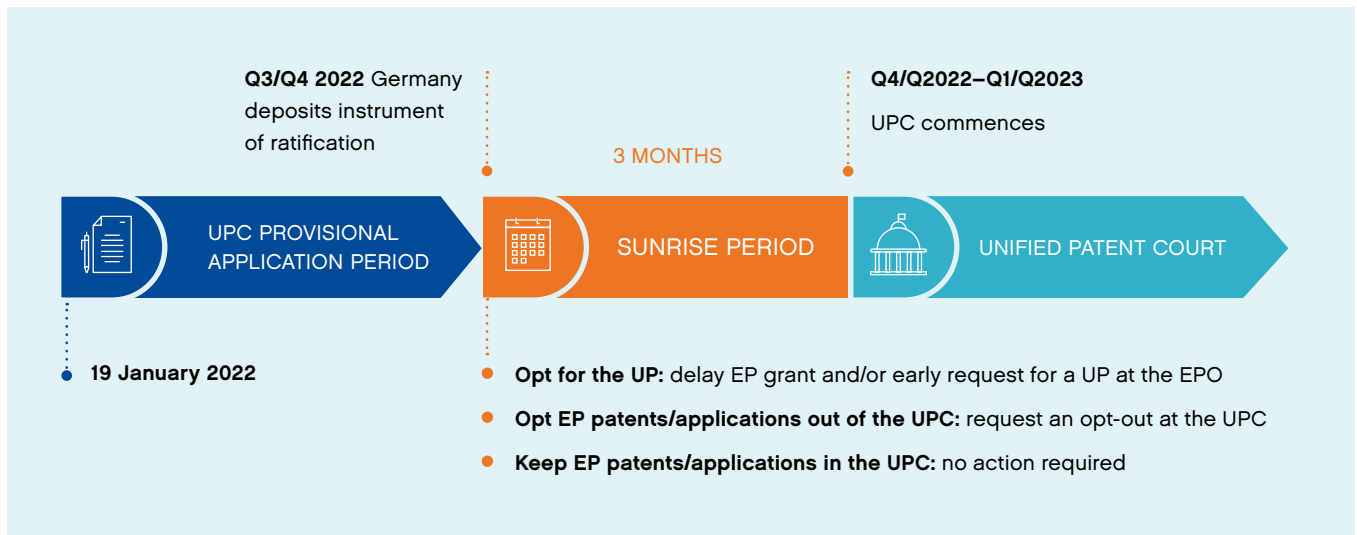 Q3/Q4 2022 Germany
deposits instrument
of ratification
3 MONTHS
Q4/Q2022–Q1/Q2023
UPC commences
UPC PROVISIONAL
APPLICATION PERIOD
SUNRISE PERIOD
UNIFIED PATENT COURT
19 January 2022
Opt for the UP: delay EP grant and/or early request for a UP at the EPO
Opt EP patents/applications out of the UPC: request an opt-out at the UPC
Keep EP patents/applications in the UPC: no action required